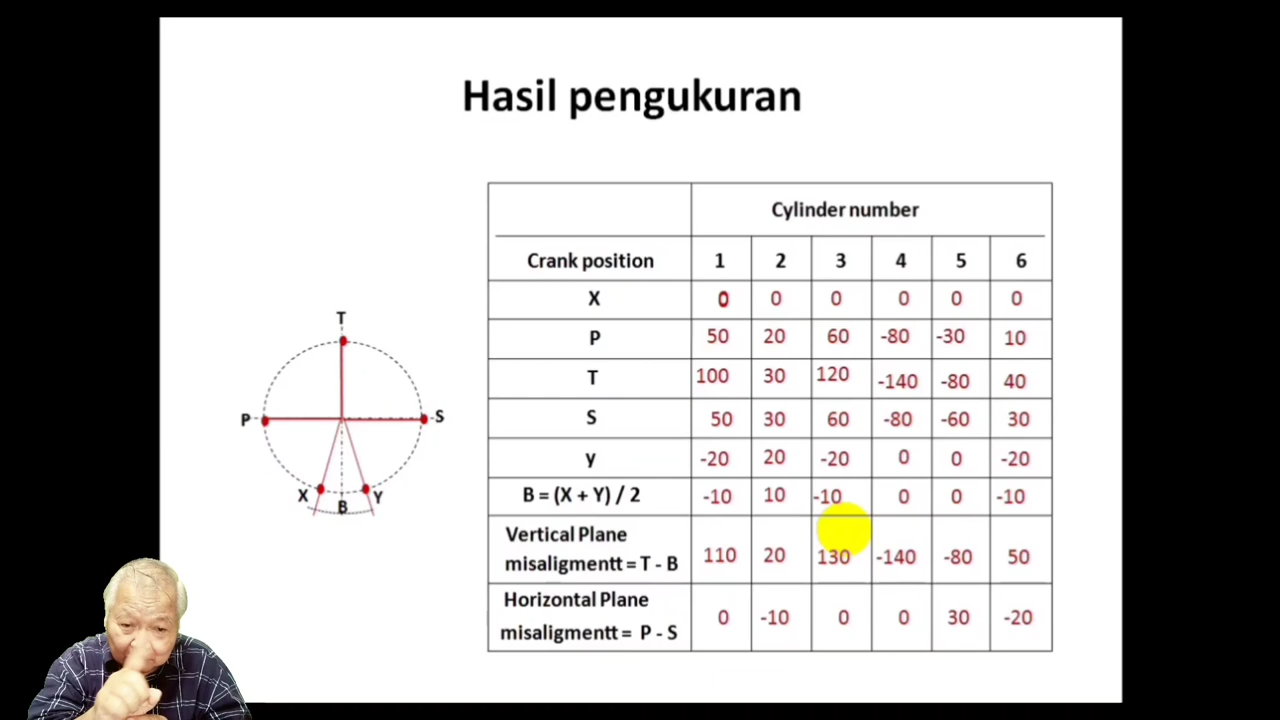 Hasil pengukuran
T
P
S
X
B
Y
Cylinder number
Crank position 1 2 3 4 5 6
X 0 0 0 0 0 0
P 50 20 60 -80 -30 10
T 100 30 120 -140 -80 40
S 50 30 60 -80 -60 30
y -20 20 -20 0 0 -20
B = (X + Y) / 2 -10 10 -10 0 0 -10
Vertical Plane
misaligmentt = T - B 110 20 130 -140 -80 50
Horizontal Plane
misaligmentt = P - S 0 -10 0 0 30 -20